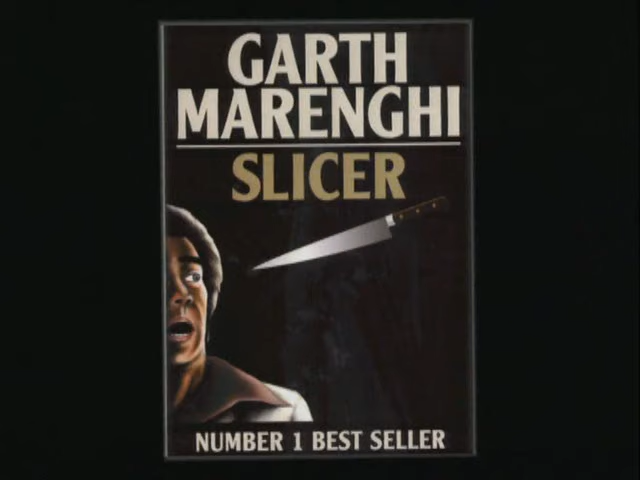 GARTH
MARENGHI
SLICER
NUMBER 1 BEST SELLER